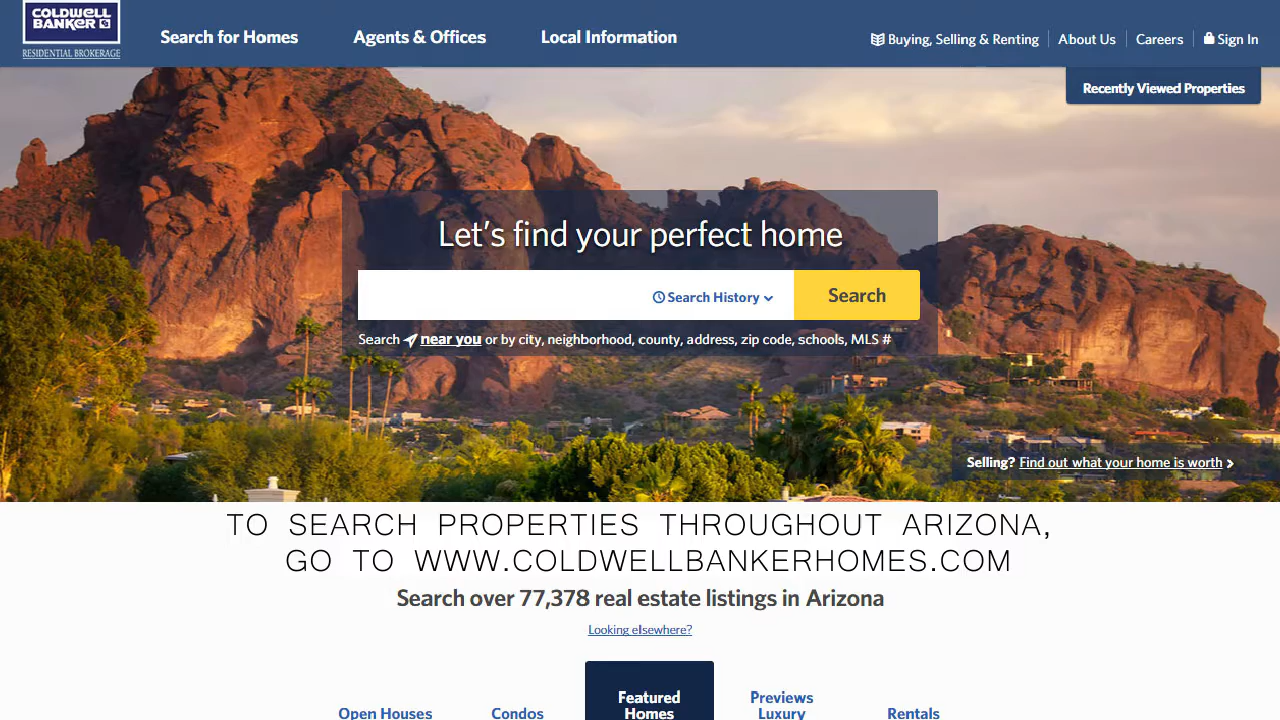 COLDWELL
BANKER
RESIDENTIAL BROKERAGE
Search for Homes
Agents & Offices
Local Information
Buying, Selling & Renting
About Us
Careers
Sign In
Recently Viewed Properties
Let's find your perfect home
Search History
Search
Search near you or by city, neighborhood, county, address, zip code, schools, MLS #
Selling? Find out what your home is worth
TO SEARCH PROPERTIES THROUGHOUT ARIZONA,
GO TO WWW.COLDWELLBANKERHOMES.COM
Search over 77,378 real estate listings in Arizona
Looking elsewhere?
Open Houses
Condos
Featured
Homes
Previews
Luxury
Rentals